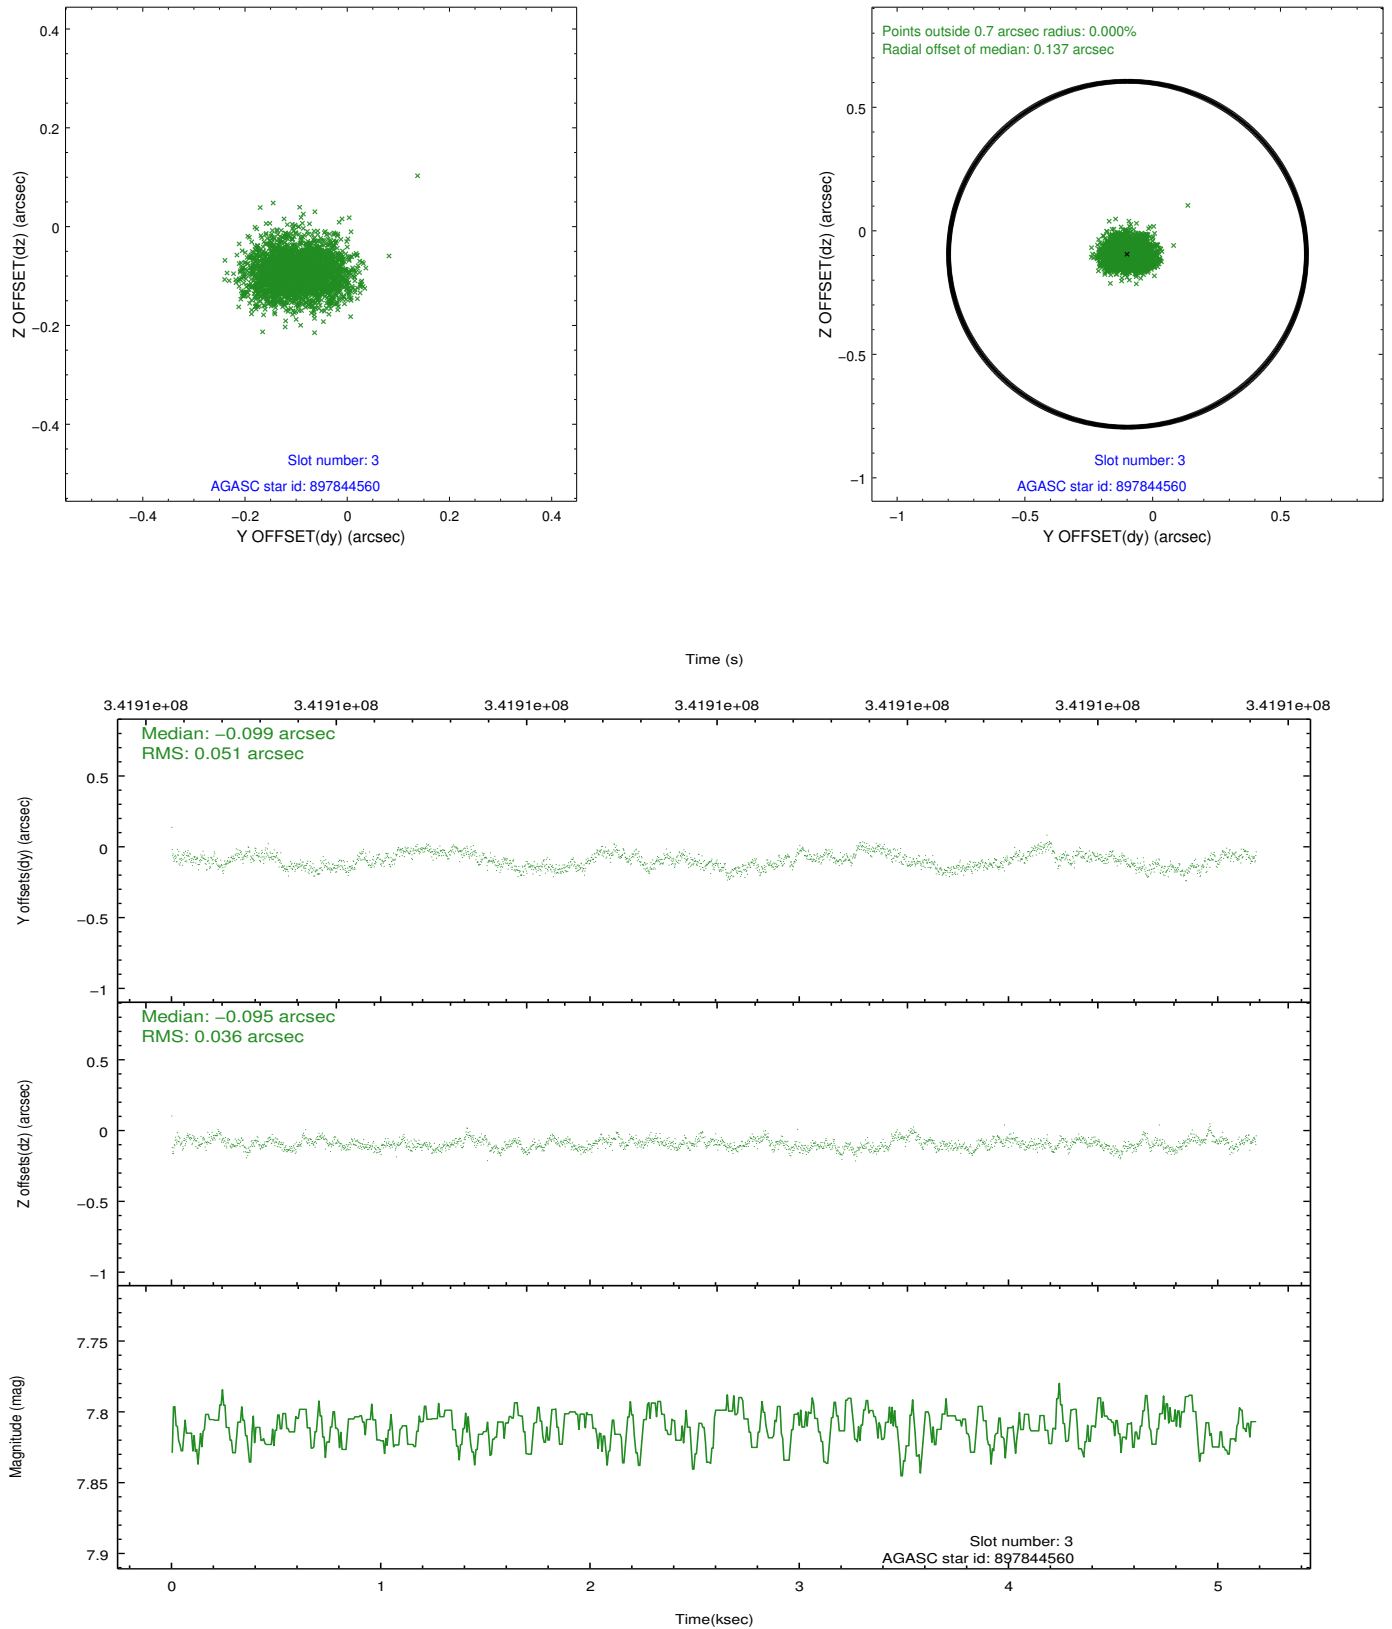 0.4
0.2
0
−0.2
−0.4
Z OFFSET(dz) (arcsec)
Slot number: 3
AGASC star id: 897844560
−0.4 −0.2 0 0.2 0.4
Y OFFSET(dy) (arcsec)
Points outside 0.7 arcsec radius: 0.000%
Radial offset of median: 0.137 arcsec
0.5
0
−0.5
−1
Z OFFSET(dz) (arcsec)
Slot number: 3
AGASC star id: 897844560
−1 −0.5 0 0.5
Y OFFSET(dy) (arcsec)
Time (s)
3.4191e+08 3.4191e+08 3.4191e+08 3.4191e+08 3.4191e+08 3.4191e+08 3.4191e+08
Median: −0.099 arcsec
RMS: 0.051 arcsec
0.5
0
−0.5
−1
Y offsets(dy) (arcsec)
Median: −0.095 arcsec
RMS: 0.036 arcsec
0.5
0
−0.5
−1
Z offsets(dz) (arcsec)
7.75
7.8
7.85
7.9
Magnitude (mag)
Slot number: 3
AGASC star id: 897844560
0 1 2 3 4 5
Time(ksec)